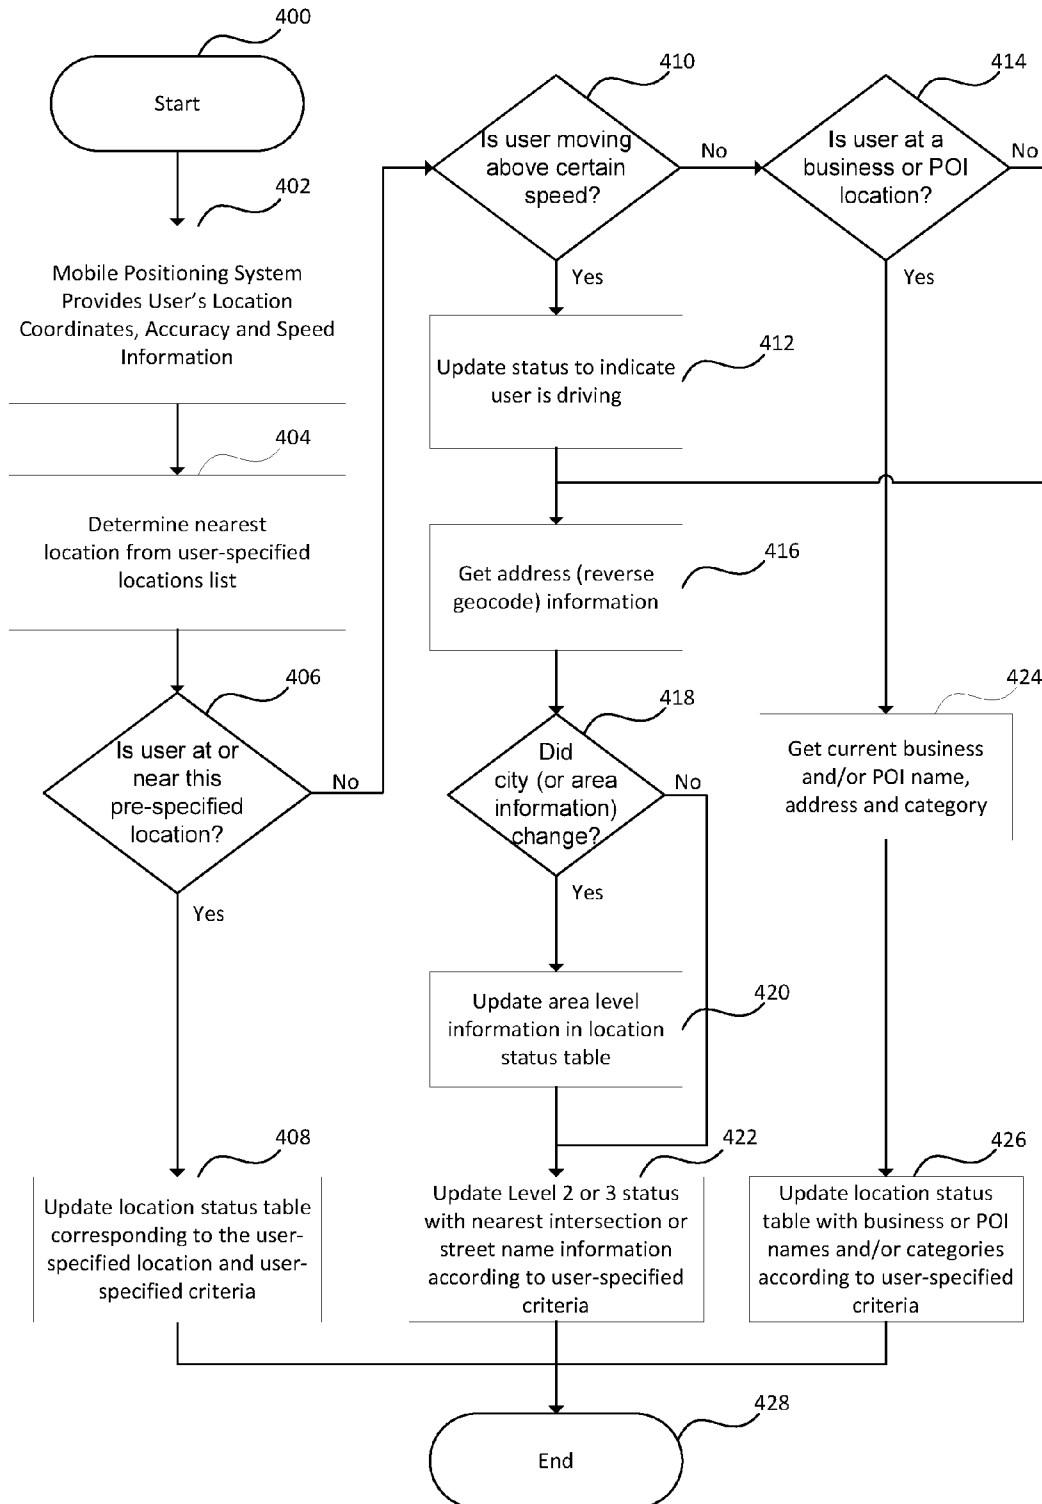 400
Start
402
Mobile Positioning System
Provides User's Location
Coordinates, Accuracy and Speed
Information
404
Determine nearest
location from user-specified
locations list
406
Is user at or
near this
pre-specified
location?
No
Yes
408
Update location status table
corresponding to the user-
specified location and user-
specified criteria
410
Is user moving
above certain
speed?
No
Yes
412
Update status to indicate
user is driving
416
Get address (reverse
geocode) information
418
Did
city (or area
information)
change?
No
Yes
420
Update area level
information in location
status table
422
Update Level 2 or 3 status
with nearest intersection or
street name information
according to user-specified
criteria
414
Is user at a
business or POI
location?
No
Yes
424
Get current business
and/or POI name,
address and category
426
Update location status
table with business or POI
names and/or categories
according to user-specified
criteria
428
End